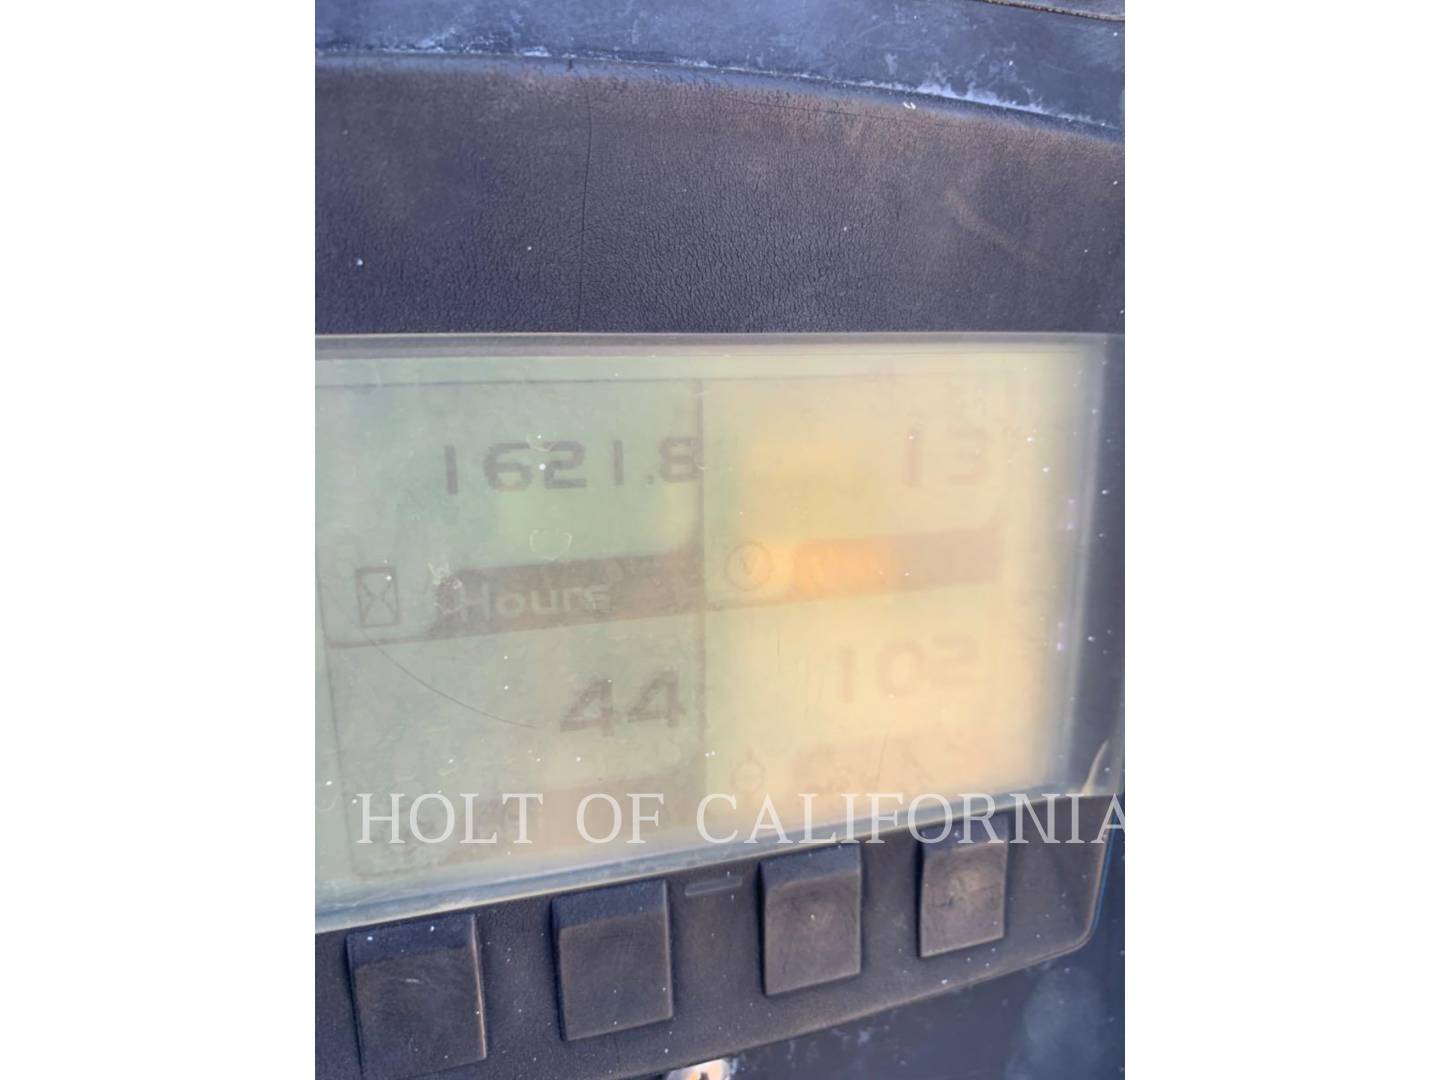 1621.8
13
Hours
V
44
102
HOLT OF CALIFORNIA